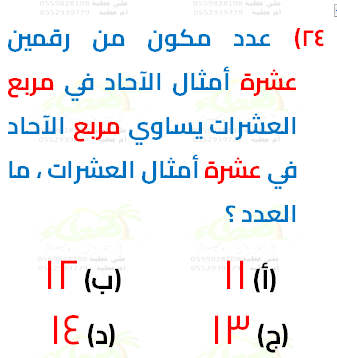 ٢٤) عدد مكون من رقمين
عشرة أمثال الآحاد في مربع
العشرات يساوي مربع الآحاد
في عشرة أمثال العشرات ، ما
العدد ؟
(أ) ١١ (ب) ١٢
(ج) ١٣ (د) ١٤